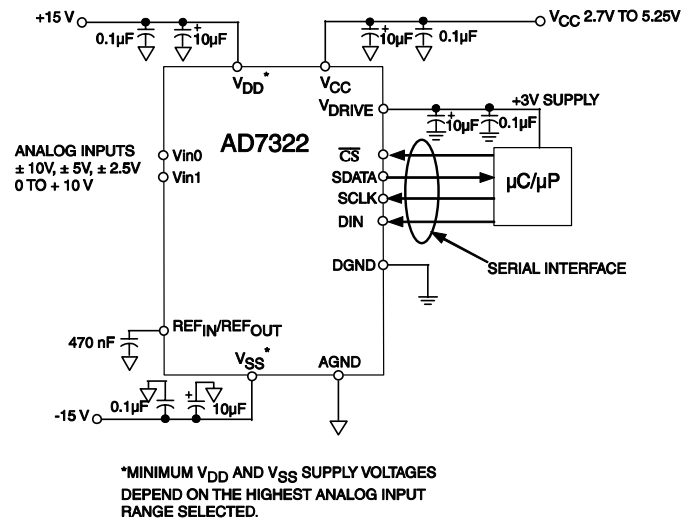 +15 V
0.1µF
+
10µF
+
10µF
0.1µF
VCC 2.7V TO 5.25V
VDD*
VCC
VDRIVE
+3V SUPPLY
+
10µF
0.1µF
AD7322
ANALOG INPUTS
± 10V, ± 5V, ± 2.5V
0 TO + 10 V
Vin0
Vin1
CS
SDATA
SCLK
DIN
µC/µP
DGND
SERIAL INTERFACE
REFIN/REFOUT
470 nF
VSS*
AGND
0.1µF
+
10µF
-15 V
*MINIMUM VDD AND VSS SUPPLY VOLTAGES
DEPEND ON THE HIGHEST ANALOG INPUT
RANGE SELECTED.